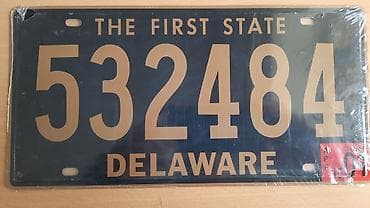 THE FIRST STATE
532484
DELAWARE